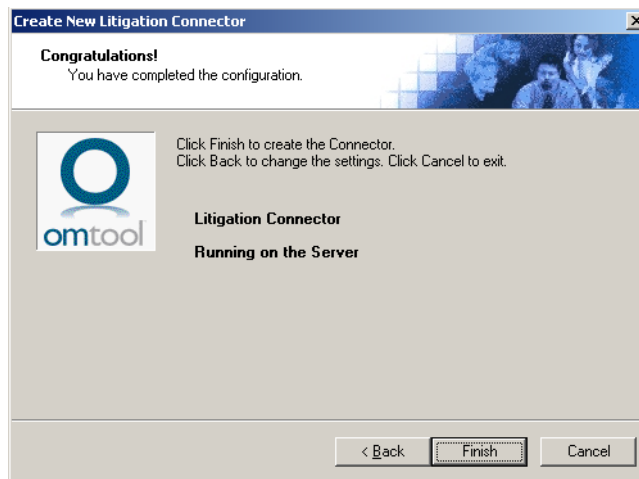 Create New Litigation Connector
Congratulations!
You have completed the configuration.
Click Finish to create the Connector.
Click Back to change the settings. Click Cancel to exit.
omtool
Litigation Connector
Running on the Server
< Back
Finish
Cancel